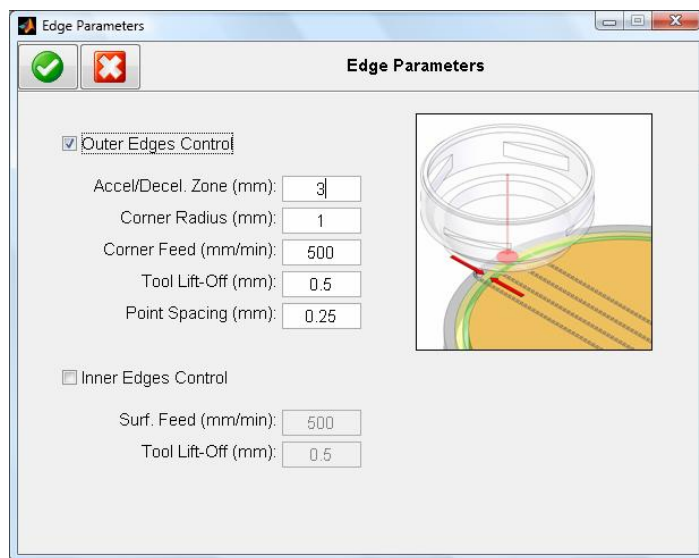 Edge Parameters
Edge Parameters
Outer Edges Control
Accel/Decel. Zone (mm): 3
Corner Radius (mm): 1
Corner Feed (mm/min): 500
Tool Lift-Off (mm): 0.5
Point Spacing (mm): 0.25
Inner Edges Control
Surf. Feed (mm/min): 500
Tool Lift-Off (mm): 0.5